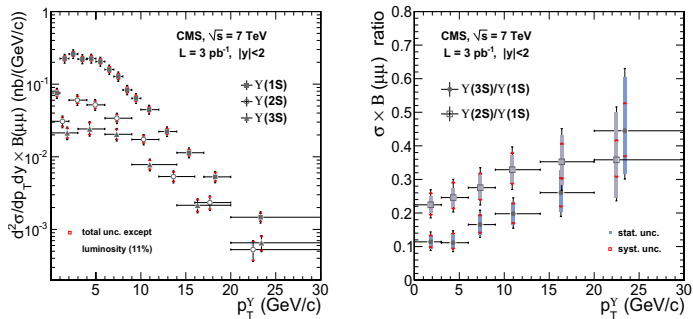 CMS, √s = 7 TeV
L = 3 pb⁻¹, |y|<2
ϒ(1S)
ϒ(2S)
ϒ(3S)
d²σ/dp_T dy × B(μμ) (nb/(GeV/c))
10⁻¹
10⁻²
10⁻³
total unc. except
luminosity (11%)
5 10 15 20 25 30
p_T^ϒ (GeV/c)
CMS, √s = 7 TeV
L = 3 pb⁻¹, |y|<2
ϒ(3S)/ϒ(1S)
ϒ(2S)/ϒ(1S)
σ × B (μμ) ratio
0.8
0.7
0.6
0.5
0.4
0.3
0.2
0.1
0
stat. unc.
syst. unc.
0 5 10 15 20 25 30
p_T^ϒ (GeV/c)